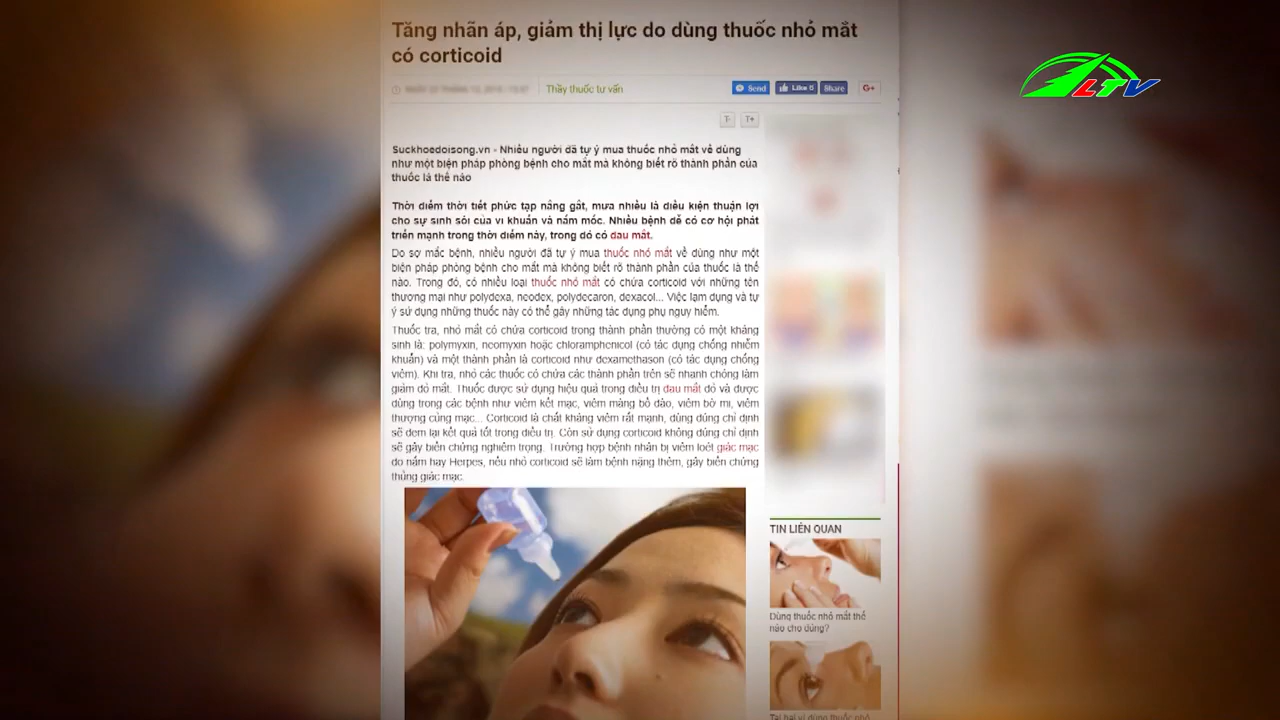 Tăng nhãn áp, giảm thị lực do dùng thuốc nhỏ mắt
có corticoid
Thầy thuốc tư vấn
Send
Like 6
Share
G+
T-
T+
Suckhoedoisong.vn - Nhiều người đã tự ý mua thuốc nhỏ mắt về dùng
như một biện pháp phòng bệnh cho mắt mà không biết rõ thành phần của
thuốc là thế nào
Thời điểm thời tiết phức tạp nắng gắt, mưa nhiều là điều kiện thuận lợi
cho sự sinh sôi của vi khuẩn và nấm mốc. Nhiều bệnh dễ có cơ hội phát
triển mạnh trong thời điểm này, trong đó có đau mắt.
Do sợ mắc bệnh, nhiều người đã tự ý mua thuốc nhỏ mắt về dùng như một
biện pháp phòng bệnh cho mắt mà không biết rõ thành phần của thuốc là thế
nào. Trong đó, có nhiều loại thuốc nhỏ mắt có chứa corticoid với những tên
thương mại như polydexa, neodex, polydecaron, dexacol... Việc lạm dụng và tự
ý sử dụng những thuốc này có thể gây những tác dụng phụ nguy hiểm.
Thuốc tra, nhỏ mắt có chứa corticoid trong thành phần thường có một kháng
sinh là: polymyxin, neomyxin hoặc chloramphenicol (có tác dụng chống nhiễm
khuẩn) và một thành phần là corticoid như dexamethason (có tác dụng chống
viêm). Khi tra, nhỏ các thuốc có chứa các thành phần trên sẽ nhanh chóng làm
giảm đỏ mắt. Thuốc được sử dụng hiệu quả trong điều trị đau mắt đỏ và được
dùng trong các bệnh như viêm kết mạc, viêm màng bồ đào, viêm bờ mi, viêm
thượng củng mạc... Corticoid là chất kháng viêm rất mạnh, dùng đúng chỉ định
sẽ đem lại kết quả tốt trong điều trị. Còn sử dụng corticoid không đúng chỉ định
sẽ gây biến chứng nghiêm trọng. Trường hợp bệnh nhân bị viêm loét giác mạc
do nấm hay Herpes, nếu nhỏ corticoid sẽ làm bệnh nặng thêm, gây biến chứng
thủng giác mạc.
TIN LIÊN QUAN
Dùng thuốc nhỏ mắt thế
nào cho đúng?
Tai hại vì dùng thuốc nhỏ
LTV